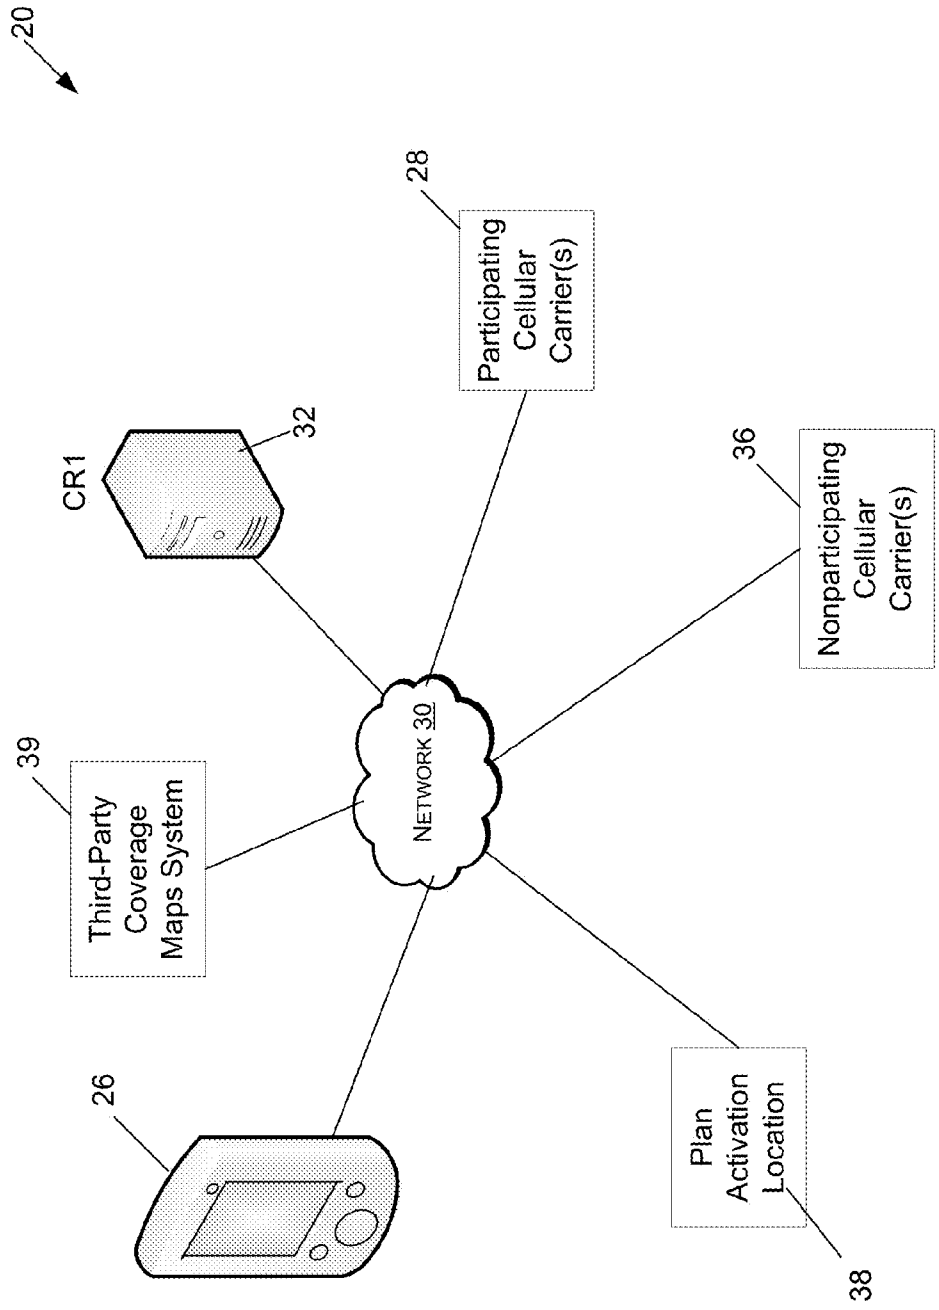 20
CR1
32
39
Third-Party
Coverage
Maps System
26
28
Participating
Cellular
Carrier(s)
NETWORK 30
36
Nonparticipating
Cellular
Carrier(s)
Plan
Activation
Location
38